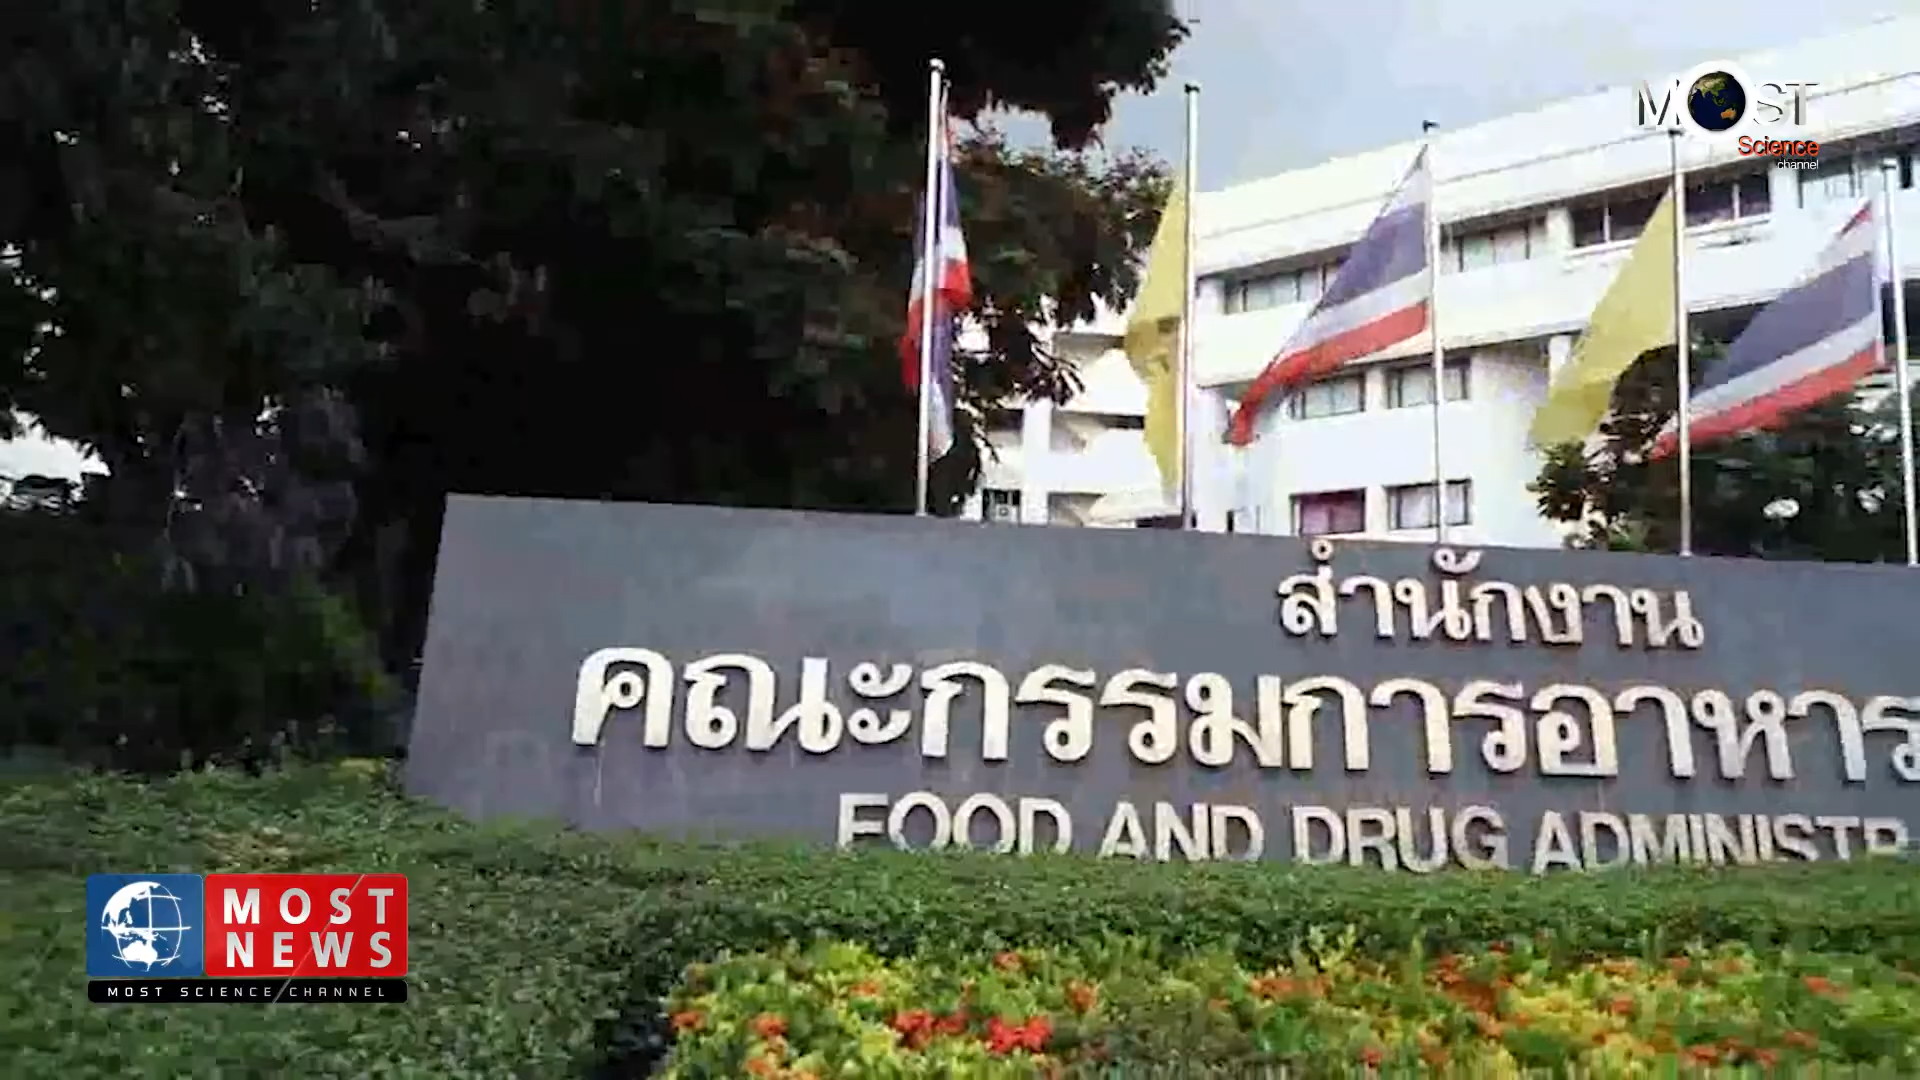 MOST
Science
channel
สำนักงาน
คณะกรรมการอาหาร
FOOD AND DRUG ADMINISTR
MOST
NEWS
MOST SCIENCE CHANNEL